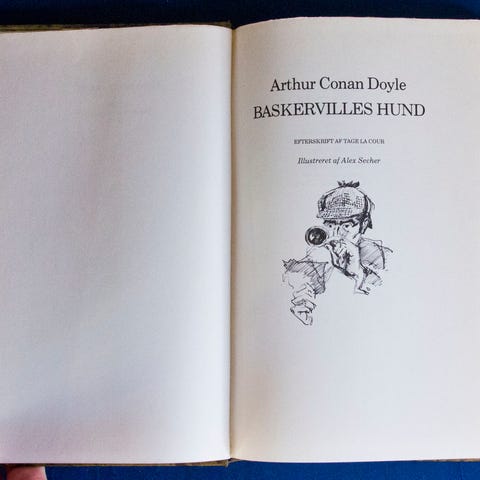 Arthur Conan Doyle
BASKERVILLES HUND
EFTERSKRIFT AF TAGE LA COUR
Illustreret af Alex Secher